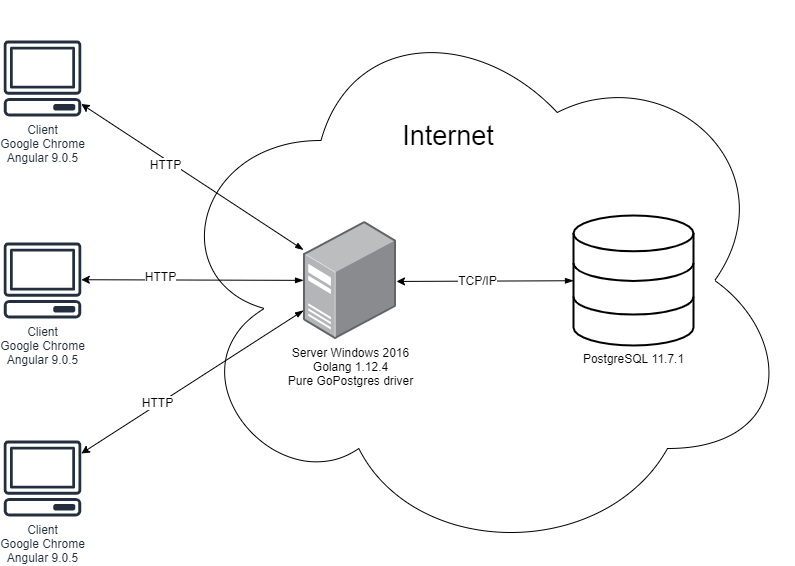 Client
Google Chrome
Angular 9.0.5
Internet
HTTP
Client
Google Chrome
Angular 9.0.5
HTTP
TCP/IP
Server Windows 2016
Golang 1.12.4
Pure GoPostgres driver
PostgreSQL 11.7.1
HTTP
Client
Google Chrome
Angular 9.0.5